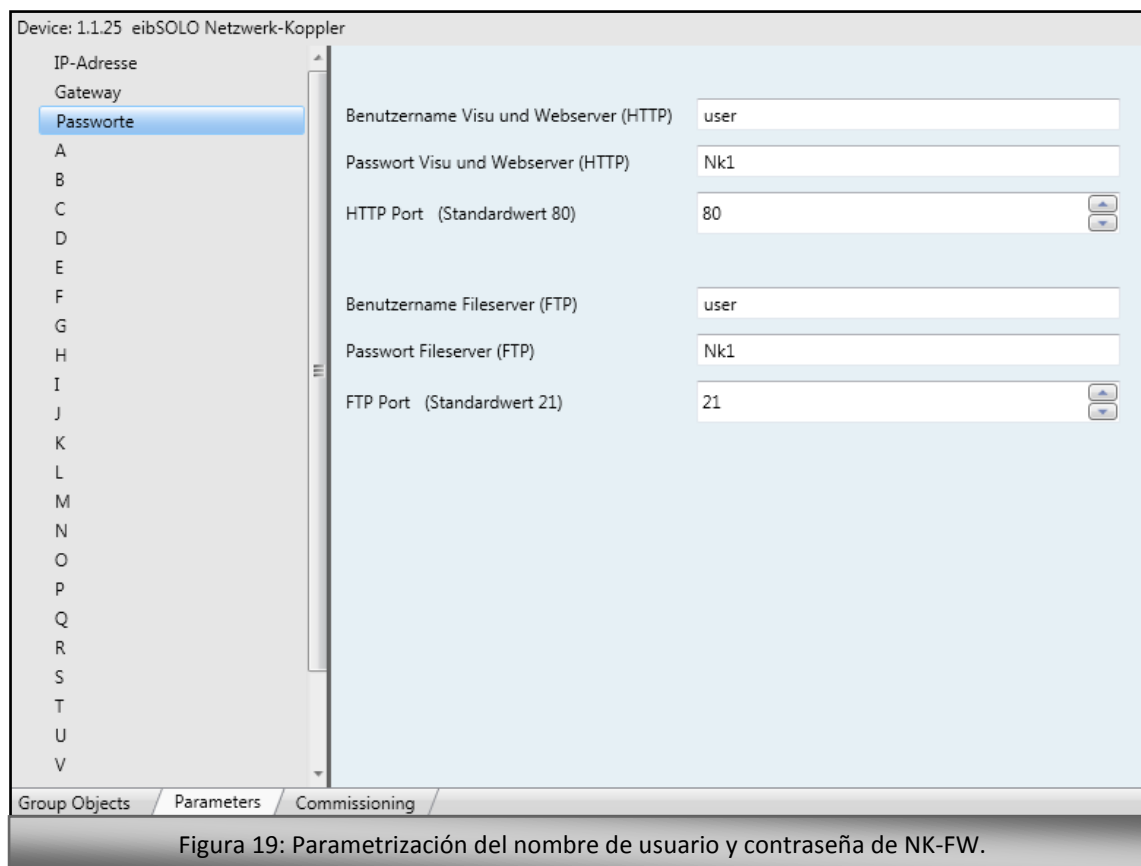 Device: 1.1.25 eibSOLO Netzwerk-Koppler
IP-Adresse
Gateway
Passworte
A
B
C
D
E
F
G
H
I
J
K
L
M
N
O
P
Q
R
S
T
U
V
Benutzername Visu und Webserver (HTTP) user
Passwort Visu und Webserver (HTTP) Nk1
HTTP Port (Standardwert 80) 80
Benutzername Fileserver (FTP) user
Passwort Fileserver (FTP) Nk1
FTP Port (Standardwert 21) 21
Group Objects Parameters Commissioning
Figura 19: Parametrización del nombre de usuario y contraseña de NK-FW.